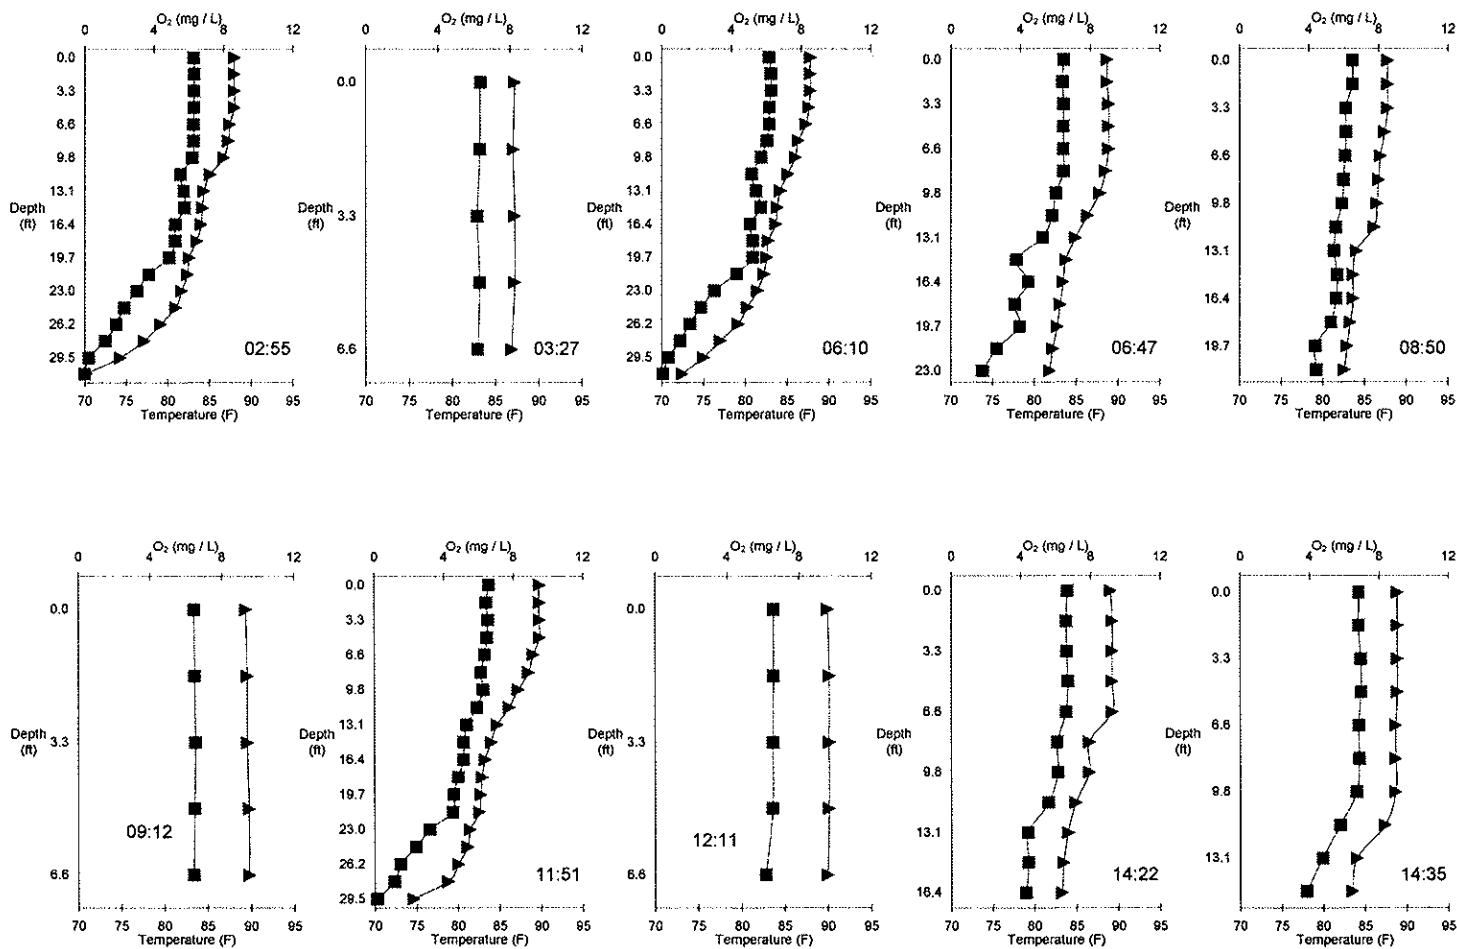 O₂ (mg / L) O₂ (mg / L) O₂ (mg / L) O₂ (mg / L) O₂ (mg / L)
0 4 8 12 0 4 8 12 0 4 8 12 0 4 8 12 0 4 8 12
0.0
3.3
6.6
9.8
13.1
Depth
(ft)
16.4
19.7
23.0
26.2
29.5
02:55
70 75 80 85 90 95
Temperature (F)
0.0
Depth
(ft)
3.3
6.6
03:27
70 75 80 85 90 95
Temperature (F)
0.0
3.3
6.6
9.8
13.1
Depth
(ft)
16.4
19.7
23.0
26.2
29.5
06:10
70 75 80 85 90 95
Temperature (F)
0.0
3.3
6.6
9.8
Depth
(ft)
13.1
16.4
19.7
23.0
06:47
70 75 80 85 90 95
Temperature (F)
0.0
3.3
6.6
9.8
Depth
(ft)
13.1
16.4
19.7
08:50
70 75 80 85 90 95
Temperature (F)
O₂ (mg / L) O₂ (mg / L) O₂ (mg / L) O₂ (mg / L) O₂ (mg / L)
0 4 8 12 0 4 8 12 0 4 8 12 0 4 8 12 0 4 8 12
0.0
Depth
(ft)
3.3
09:12
6.6
70 75 80 85 90 95
Temperature (F)
0.0
3.3
6.6
9.8
13.1
Depth
(ft)
16.4
19.7
23.0
26.2
29.5
11:51
70 75 80 85 90 95
Temperature (F)
0.0
Depth
(ft)
3.3
12:11
6.6
70 75 80 85 90 95
Temperature (F)
0.0
3.3
6.6
Depth
(ft)
9.8
13.1
16.4
14:22
70 75 80 85 90 95
Temperature (F)
0.0
3.3
6.6
Depth
(ft)
9.8
13.1
14:35
70 75 80 85 90 95
Temperature (F)